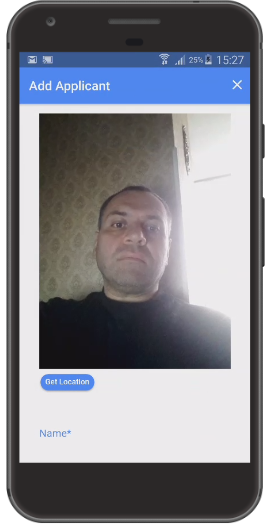 25% 15:27
Add Applicant
Get Location
Name*